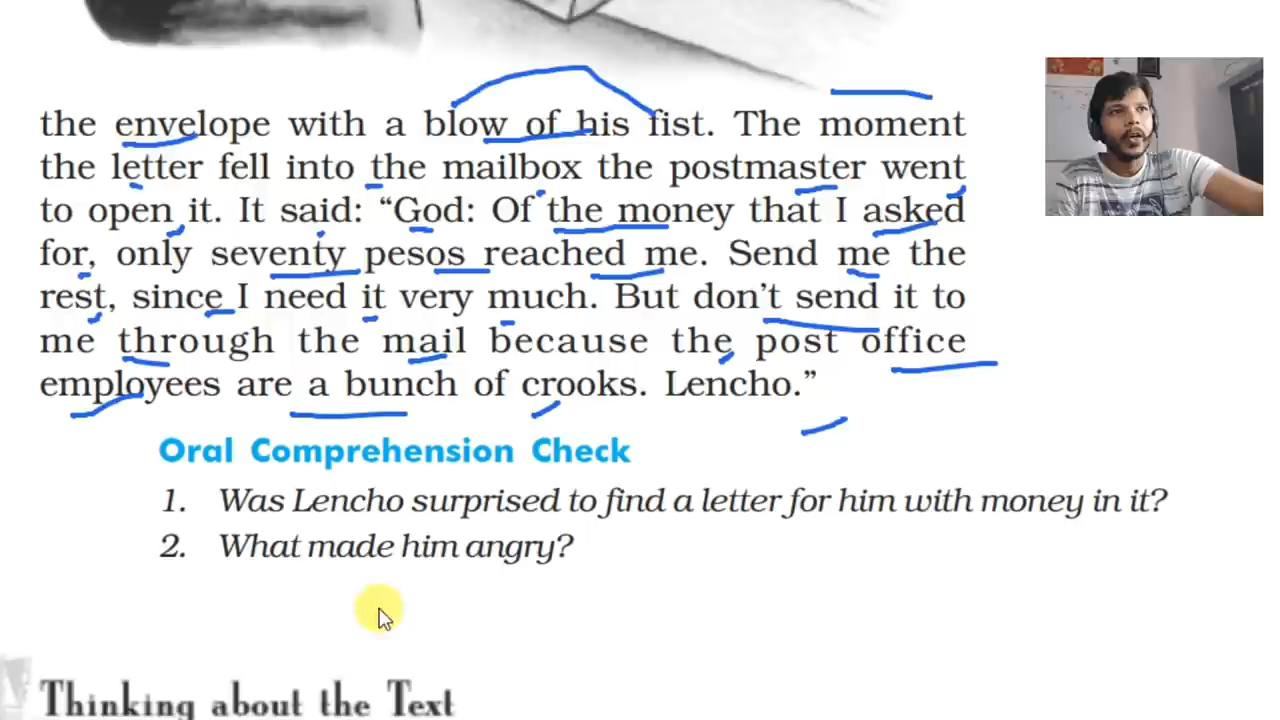 the envelope with a blow of his fist. The moment
the letter fell into the mailbox the postmaster went
to open it. It said: “God: Of the money that I asked
for, only seventy pesos reached me. Send me the
rest, since I need it very much. But don’t send it to
me through the mail because the post office
employees are a bunch of crooks. Lencho.”
Oral Comprehension Check
1. Was Lencho surprised to find a letter for him with money in it?
2. What made him angry?
Thinking about the Text